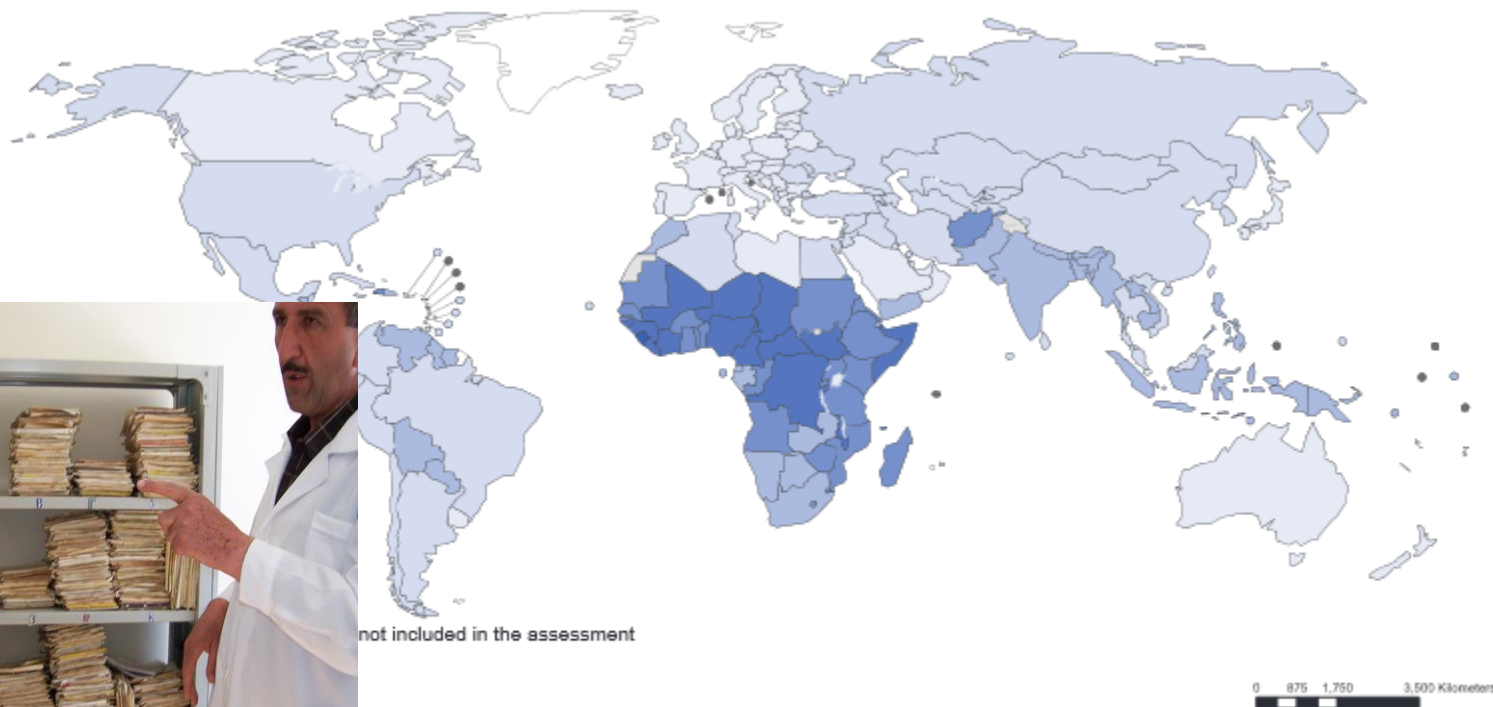 not included in the assessment
0 875 1,750 3,500 Kilometers